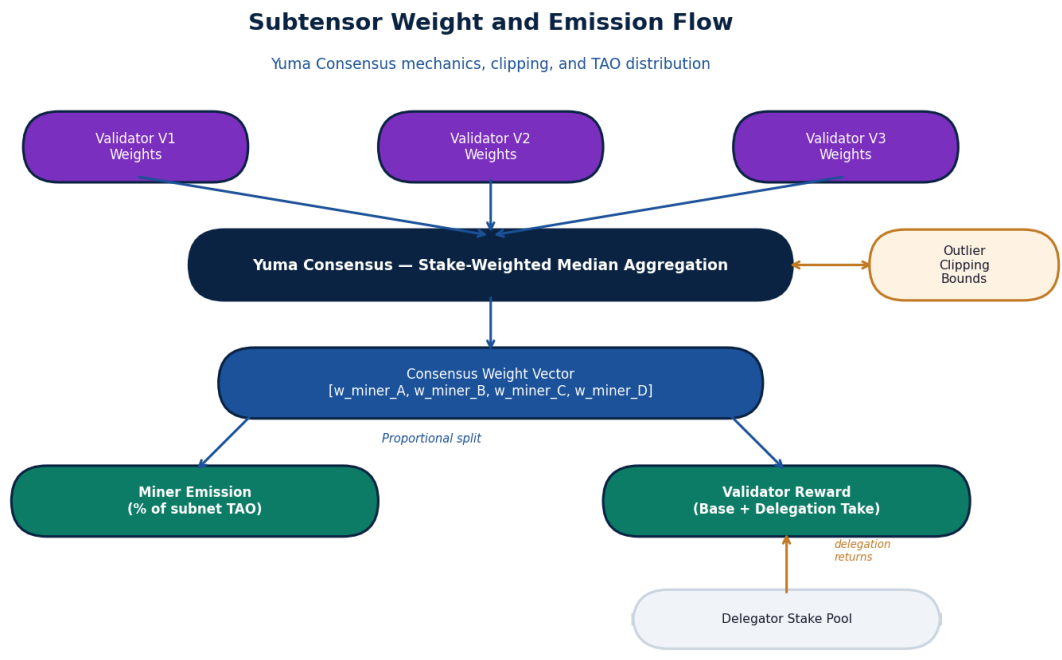 Subtensor Weight and Emission Flow
Yuma Consensus mechanics, clipping, and TAO distribution
Validator V1
Weights
Validator V2
Weights
Validator V3
Weights
Yuma Consensus — Stake-Weighted Median Aggregation
Outlier
Clipping
Bounds
Consensus Weight Vector
[w_miner_A, w_miner_B, w_miner_C, w_miner_D]
Proportional split
Miner Emission
(% of subnet TAO)
Validator Reward
(Base + Delegation Take)
delegation
returns
Delegator Stake Pool